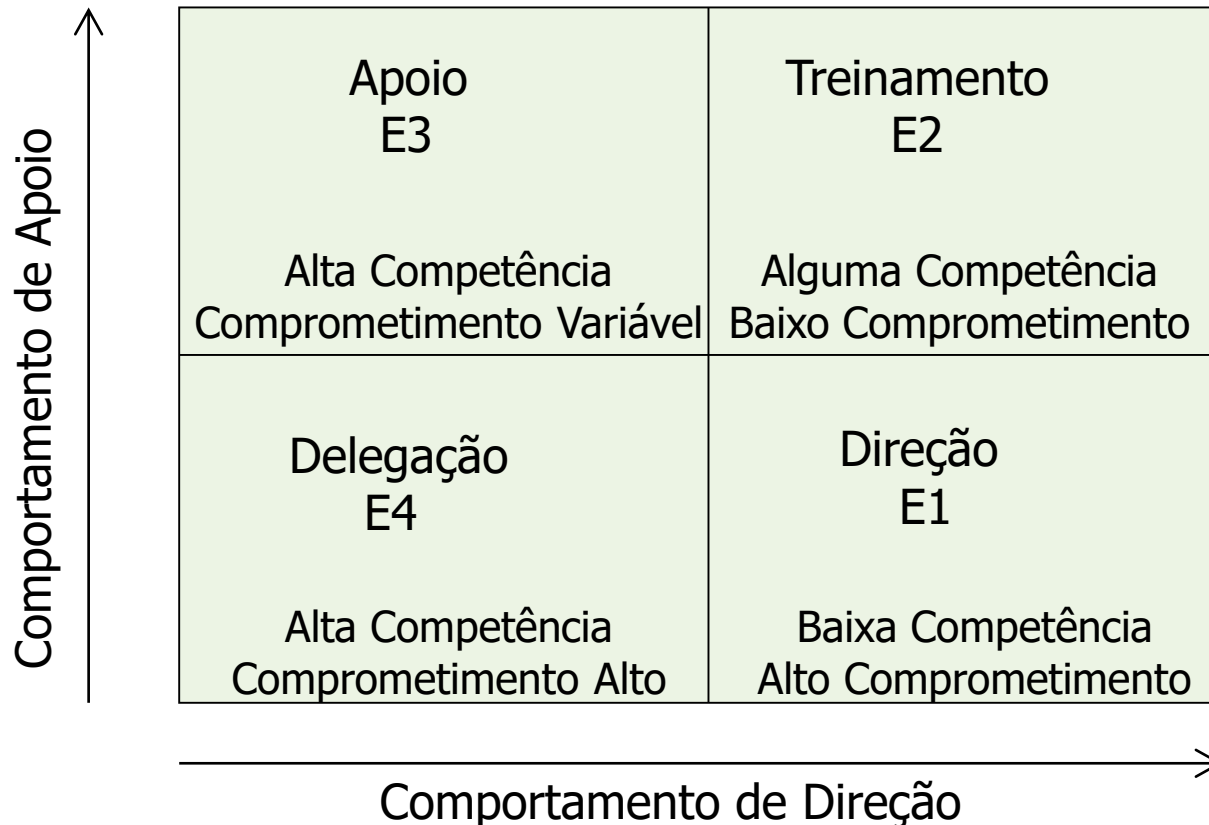 Comportamento de Apoio
Apoio
E3
Alta Competência
Comprometimento Variável
Treinamento
E2
Alguma Competência
Baixo Comprometimento
Delegação
E4
Alta Competência
Comprometimento Alto
Direção
E1
Baixa Competência
Alto Comprometimento
Comportamento de Direção